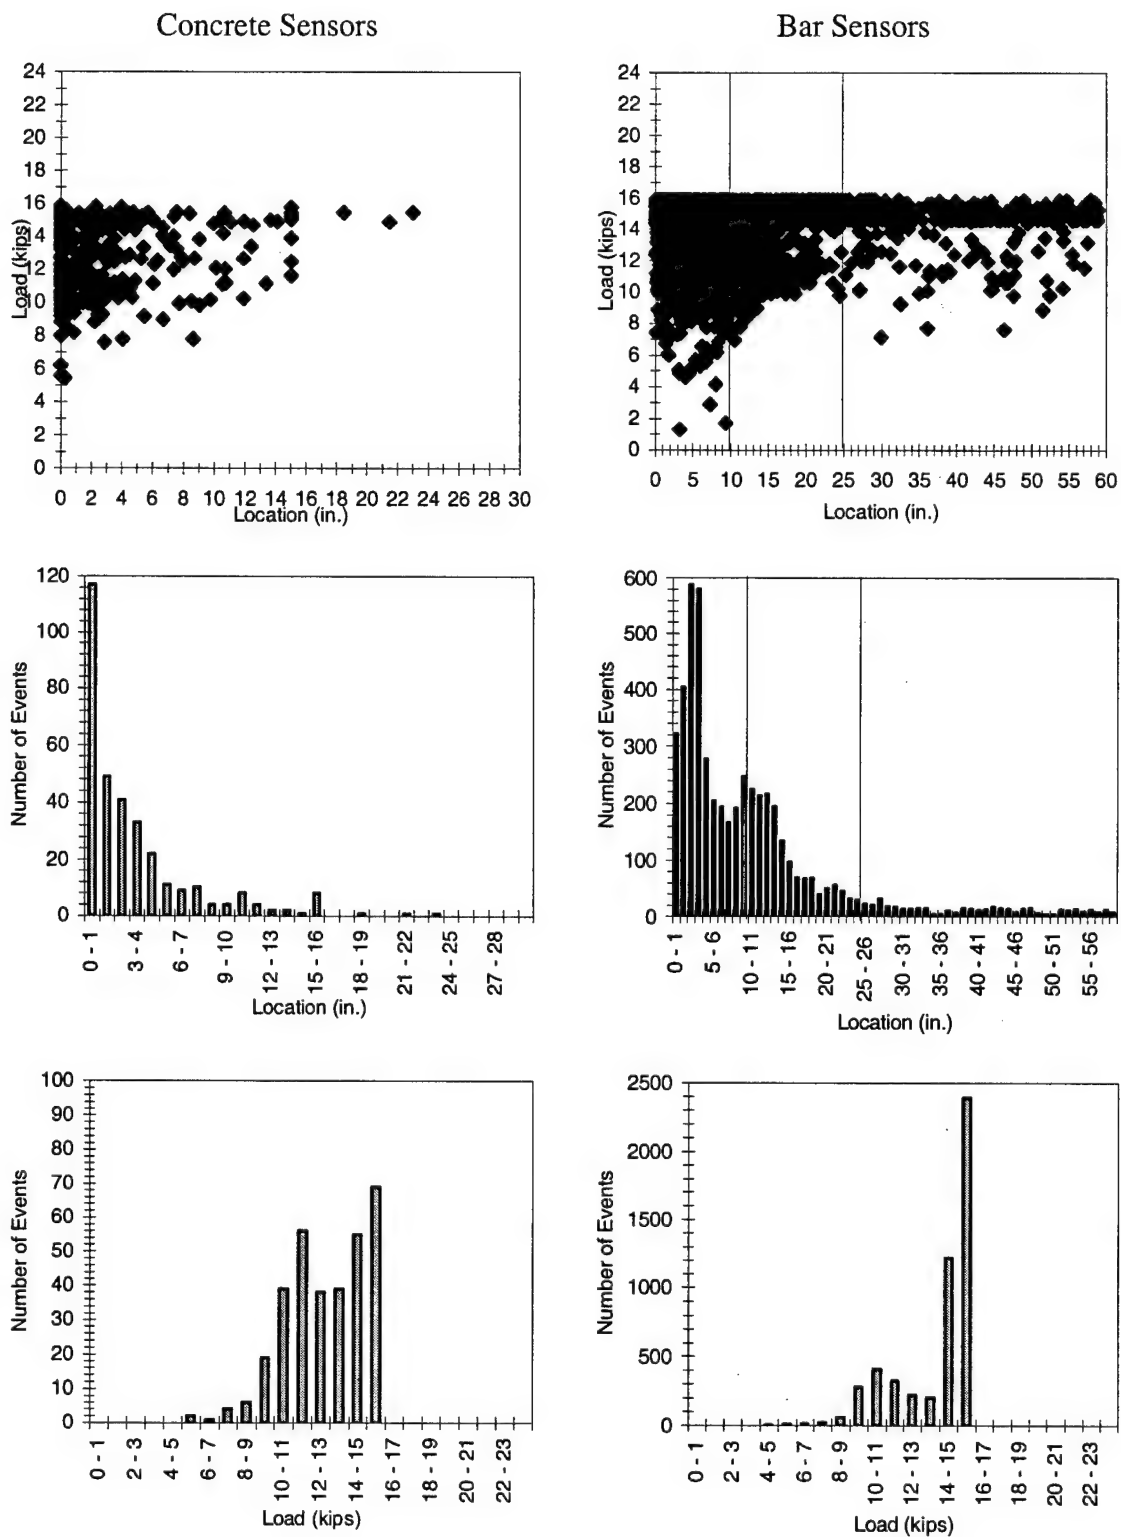 Concrete Sensors
Bar Sensors
24
22
20
18
16
14
12
10
8
6
4
2
0
Load (kips)
0 2 4 6 8 10 12 14 16 18 20 22 24 26 28 30
Location (in.)
24
22
20
18
16
14
12
10
8
6
4
2
0
Load (kips)
0 5 10 15 20 25 30 35 40 45 50 55 60
Location (in.)
120
100
80
60
40
20
0
Number of Events
0 - 1
3 - 4
6 - 7
9 - 10
12 - 13
15 - 16
18 - 19
21 - 22
24 - 25
27 - 28
Location (in.)
600
500
400
300
200
100
0
Number of Events
0 - 1
5 - 6
10 - 11
15 - 16
20 - 21
25 - 26
30 - 31
35 - 36
40 - 41
45 - 46
50 - 51
55 - 56
Location (in.)
100
90
80
70
60
50
40
30
20
10
0
Number of Events
0 - 1
2 - 3
4 - 5
6 - 7
8 - 9
10 - 11
12 - 13
14 - 15
16 - 17
18 - 19
20 - 21
22 - 23
Load (kips)
2500
2000
1500
1000
500
0
Number of Events
0 - 1
2 - 3
4 - 5
6 - 7
8 - 9
10 - 11
12 - 13
14 - 15
16 - 17
18 - 19
20 - 21
22 - 23
Load (kips)